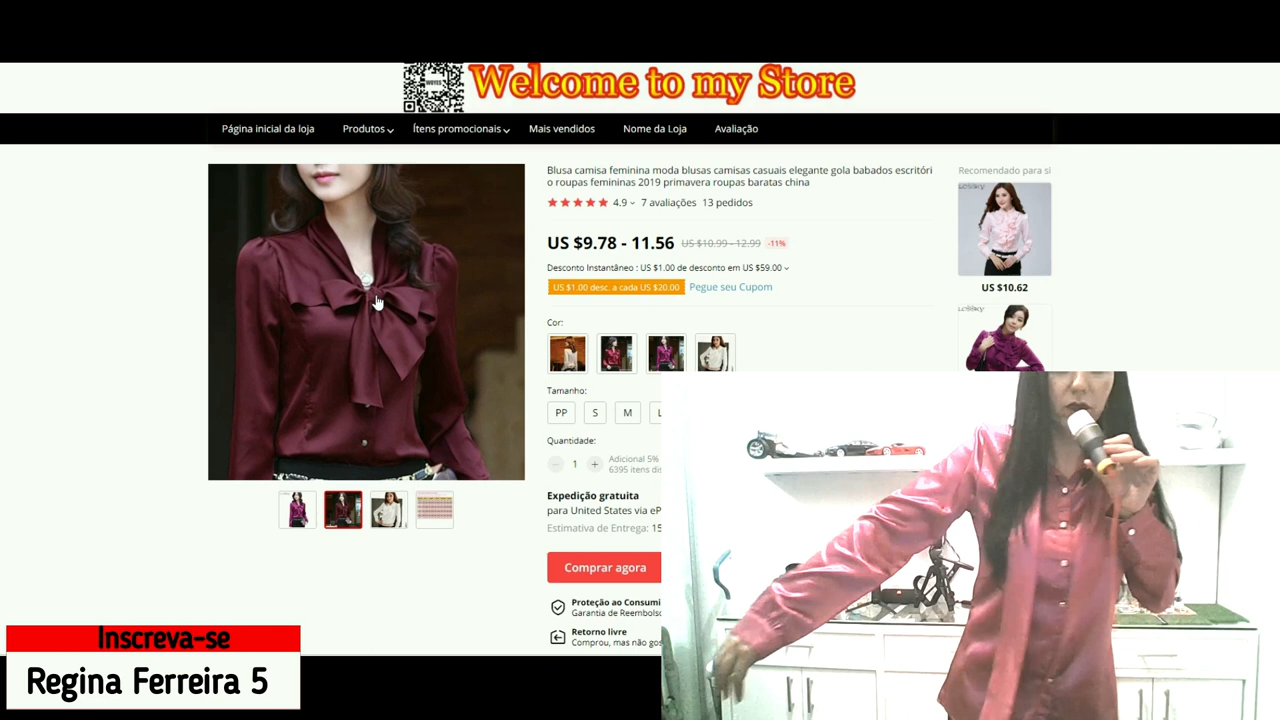 Welcome to my Store
Página inicial da loja
Produtos
Ítens promocionais
Mais vendidos
Nome da Loja
Avaliação
Blusa camisa feminina moda blusas camisas casuais elegante gola babados escritóri
o roupas femininas 2019 primavera roupas baratas china
4.9 7 avaliações 13 pedidos
US $9.78 - 11.56 US $10.99 - 12.99 -11%
Desconto Instantâneo : US $1.00 de desconto em US $59.00
US $1.00 desc. a cada US $20.00 Pegue seu Cupom
Cor:
Tamanho:
PP S M L
Quantidade:
1
Adicional 5%
6395 itens dis
Expedição gratuita
para United States via eP
Estimativa de Entrega: 15
Comprar agora
Proteção ao Consumi
Garantia de Reembols
Retorno livre
Comprou, mas não gos
Recomendado para si
US $10.62
Inscreva-se
Regina Ferreira 5